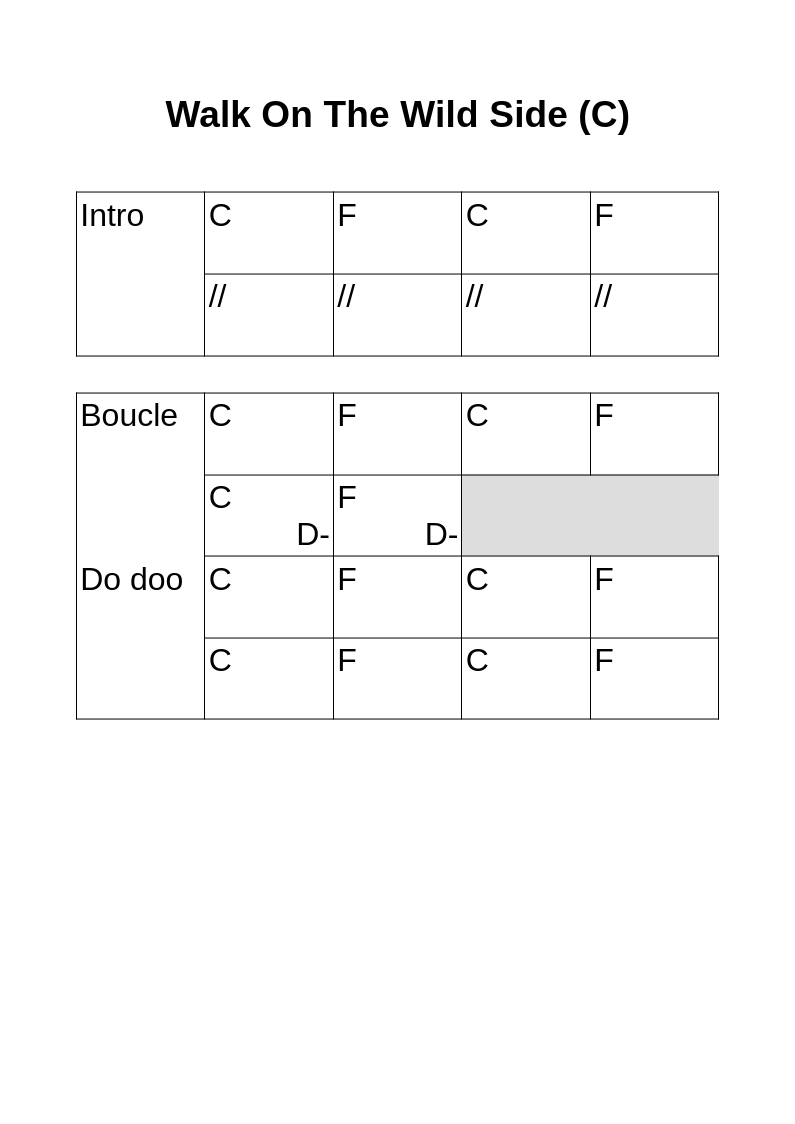 Walk On The Wild Side (C)
Intro C F C F
// // // //
Boucle C F C F
C F
D- D-
Do doo C F C F
C F C F